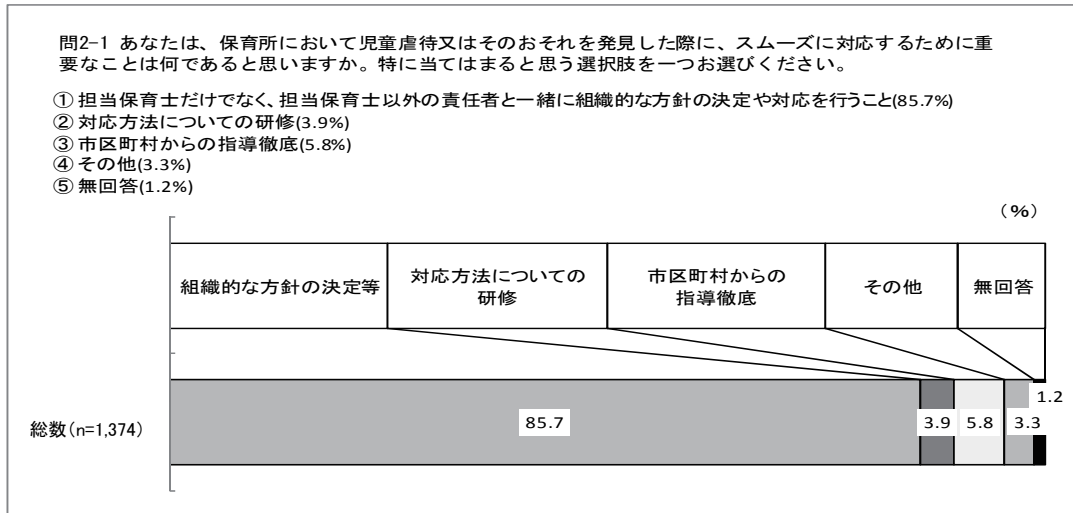 問2-1 あなたは、保育所において児童虐待又はそのおそれを発見した際に、スムーズに対応するために重
要なことは何であると思いますか。特に当てはまると思う選択肢を一つお選びください。
① 担当保育士だけでなく、担当保育士以外の責任者と一緒に組織的な方針の決定や対応を行うこと(85.7%)
② 対応方法についての研修(3.9%)
③ 市区町村からの指導徹底(5.8%)
④ その他(3.3%)
⑤ 無回答(1.2%)
(%)
組織的な方針の決定等
対応方法についての
研修
市区町村からの
指導徹底
その他
無回答
総数(n=1,374)
85.7
3.9
5.8
3.3
1.2